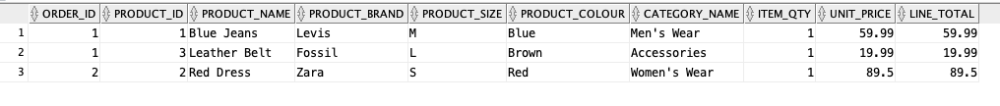 ORDER_ID PRODUCT_ID PRODUCT_NAME PRODUCT_BRAND PRODUCT_SIZE PRODUCT_COLOUR CATEGORY_NAME ITEM_QTY UNIT_PRICE LINE_TOTAL
1 1 1 Blue Jeans Levis M Blue Men's Wear 1 59.99 59.99
2 1 3 Leather Belt Fossil L Brown Accessories 1 19.99 19.99
3 2 2 Red Dress Zara S Red Women's Wear 1 89.5 89.5